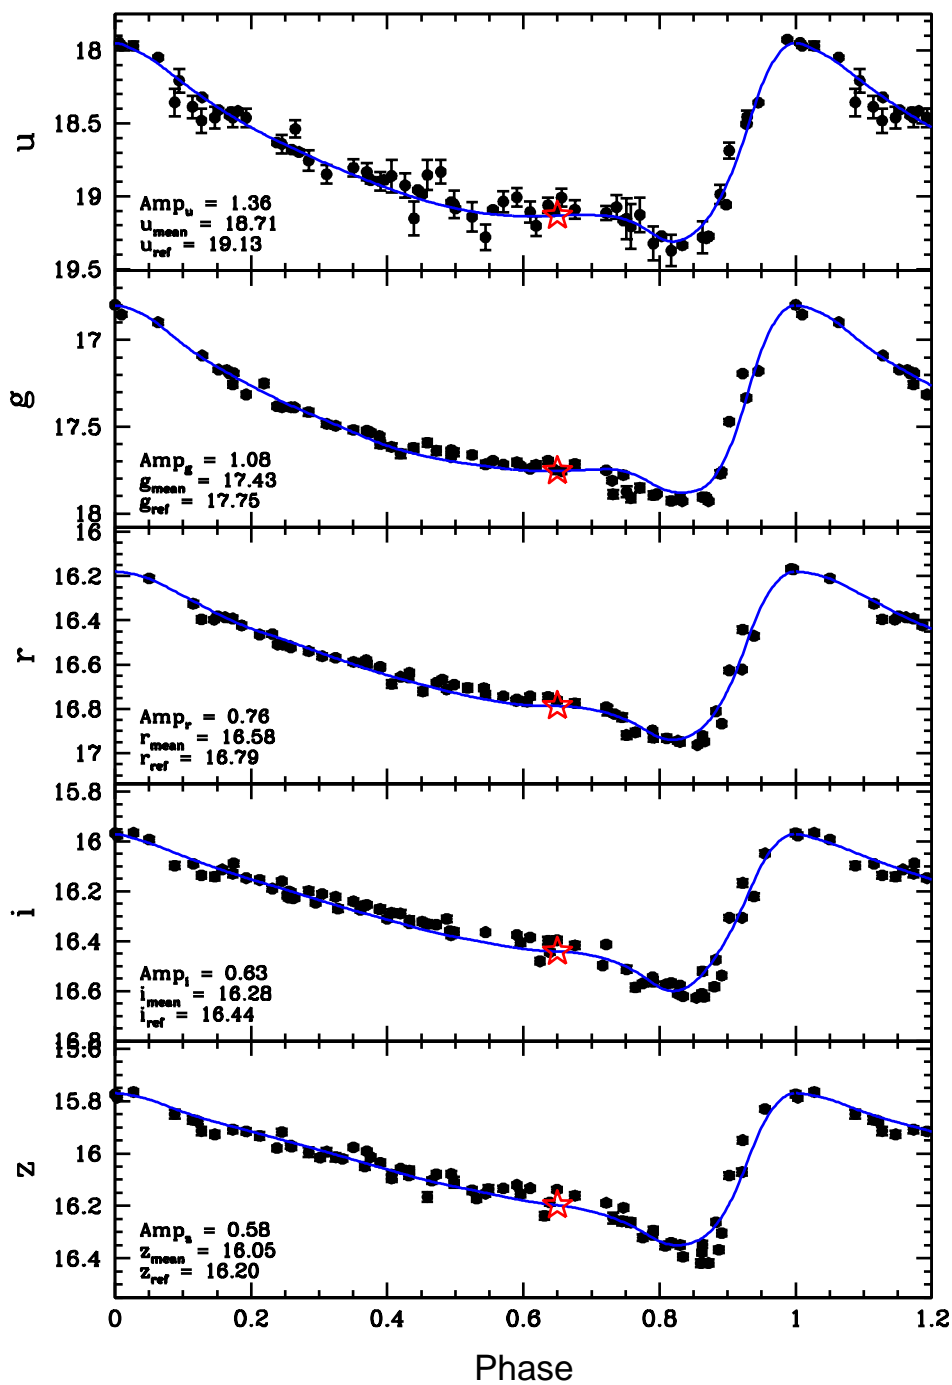 18
18.5
19
19.5
u
Amp_u = 1.36
u_mean = 18.71
u_ref = 19.13
17
17.5
18
g
Amp_g = 1.08
g_mean = 17.43
g_ref = 17.75
16
16.2
16.4
16.6
16.8
17
r
Amp_r = 0.76
r_mean = 16.58
r_ref = 16.79
15.8
16
16.2
16.4
16.6
16.8
i
Amp_i = 0.63
i_mean = 16.28
i_ref = 16.44
15.6
15.8
16
16.2
16.4
z
Amp_z = 0.58
z_mean = 16.05
z_ref = 16.20
0 0.2 0.4 0.6 0.8 1 1.2
Phase